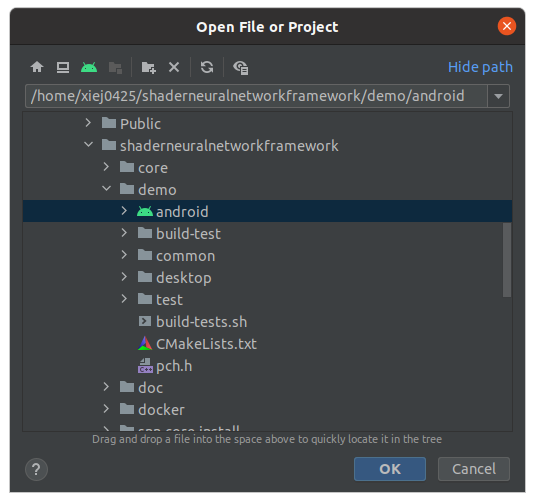 Open File or Project
Hide path
/home/xiej0425/shaderneuralnetworkframework/demo/android
Public
shaderneuralnetworkframework
core
demo
android
build-test
common
desktop
test
build-tests.sh
CMakeLists.txt
pch.h
doc
docker
Drag and drop a file into the space above to quickly locate it in the tree
? OK Cancel